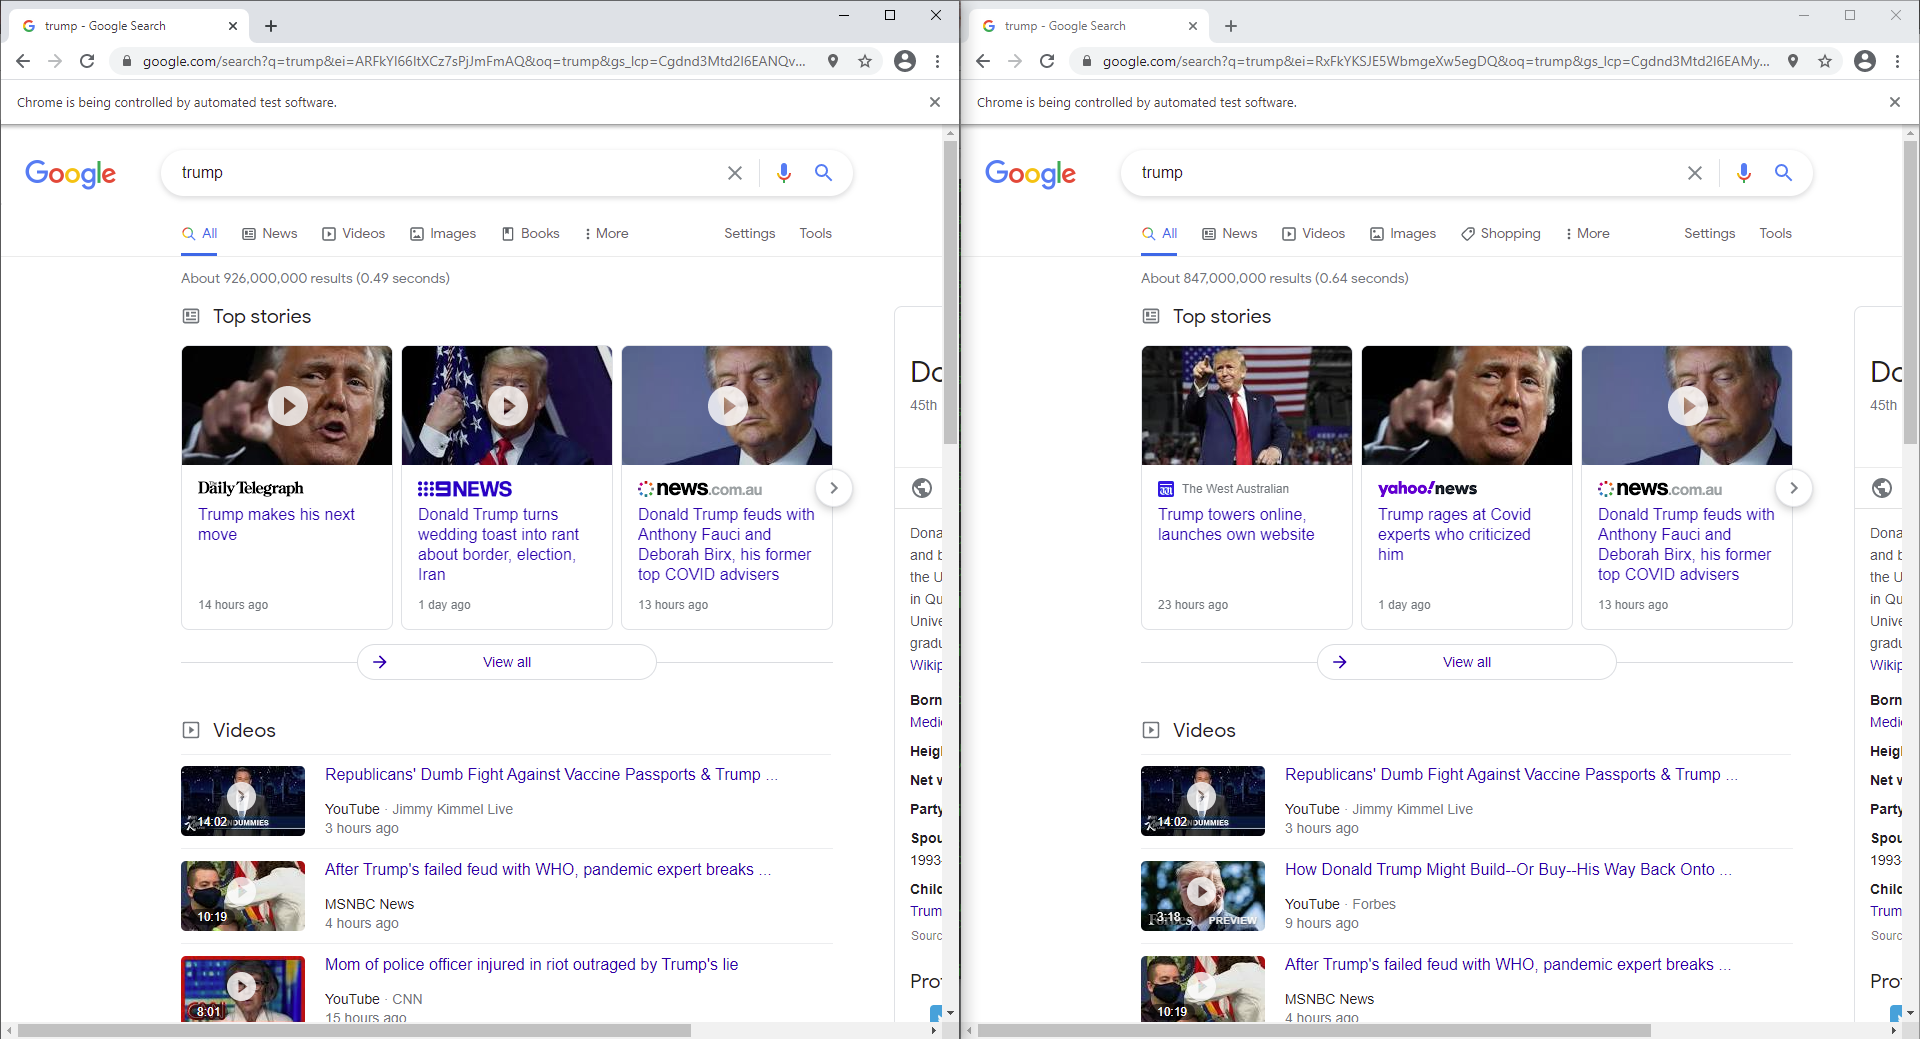 trump - Google Search
google.com/search?q=trump&ei=ARFkYI66ItXCz7sPjJmFmAQ&oq=trump&gs_lcp=Cgdnd3Mtd2l6EANQv...
Chrome is being controlled by automated test software.
Google
trump
All News Videos Images Books More Settings Tools
About 926,000,000 results (0.49 seconds)
Top stories
Daily Telegraph
Trump makes his next
move
14 hours ago
9NEWS
Donald Trump turns
wedding toast into rant
about border, election,
Iran
1 day ago
news.com.au
Donald Trump feuds with
Anthony Fauci and
Deborah Birx, his former
top COVID advisers
13 hours ago
View all
Videos
Republicans' Dumb Fight Against Vaccine Passports & Trump ...
YouTube · Jimmy Kimmel Live
3 hours ago
14:02
DUMMIES
After Trump's failed feud with WHO, pandemic expert breaks ...
MSNBC News
4 hours ago
10:19
Mom of police officer injured in riot outraged by Trump's lie
YouTube · CNN
15 hours ago
8:01
Do
45th
Dona
and b
the U
in Qu
Unive
gradu
Wikip
Born
Medi
Heig
Net w
Party
Spou
1993
Chil
Trum
Sourc
Pro
trump - Google Search
google.com/search?q=trump&ei=RxFkYKSJE5WbmgeXw5egDQ&oq=trump&gs_lcp=Cgdnd3Mtd2l6EAMy...
Chrome is being controlled by automated test software.
Google
trump
All News Videos Images Shopping More Settings Tools
About 847,000,000 results (0.64 seconds)
Top stories
The West Australian
Trump towers online,
launches own website
23 hours ago
yahoo!news
Trump rages at Covid
experts who criticized
him
1 day ago
news.com.au
Donald Trump feuds with
Anthony Fauci and
Deborah Birx, his former
top COVID advisers
13 hours ago
View all
Videos
Republicans' Dumb Fight Against Vaccine Passports & Trump ...
YouTube · Jimmy Kimmel Live
3 hours ago
14:02
DUMMIES
How Donald Trump Might Build--Or Buy--His Way Back Onto ...
YouTube · Forbes
9 hours ago
3:18
Forbes PREVIEW
After Trump's failed feud with WHO, pandemic expert breaks ...
MSNBC News
4 hours ago
10:19
Do
45th
Dona
and b
the U
in Qu
Unive
gradu
Wikip
Born
Medi
Heig
Net w
Party
Spou
1993
Chil
Trum
Sourc
Pro